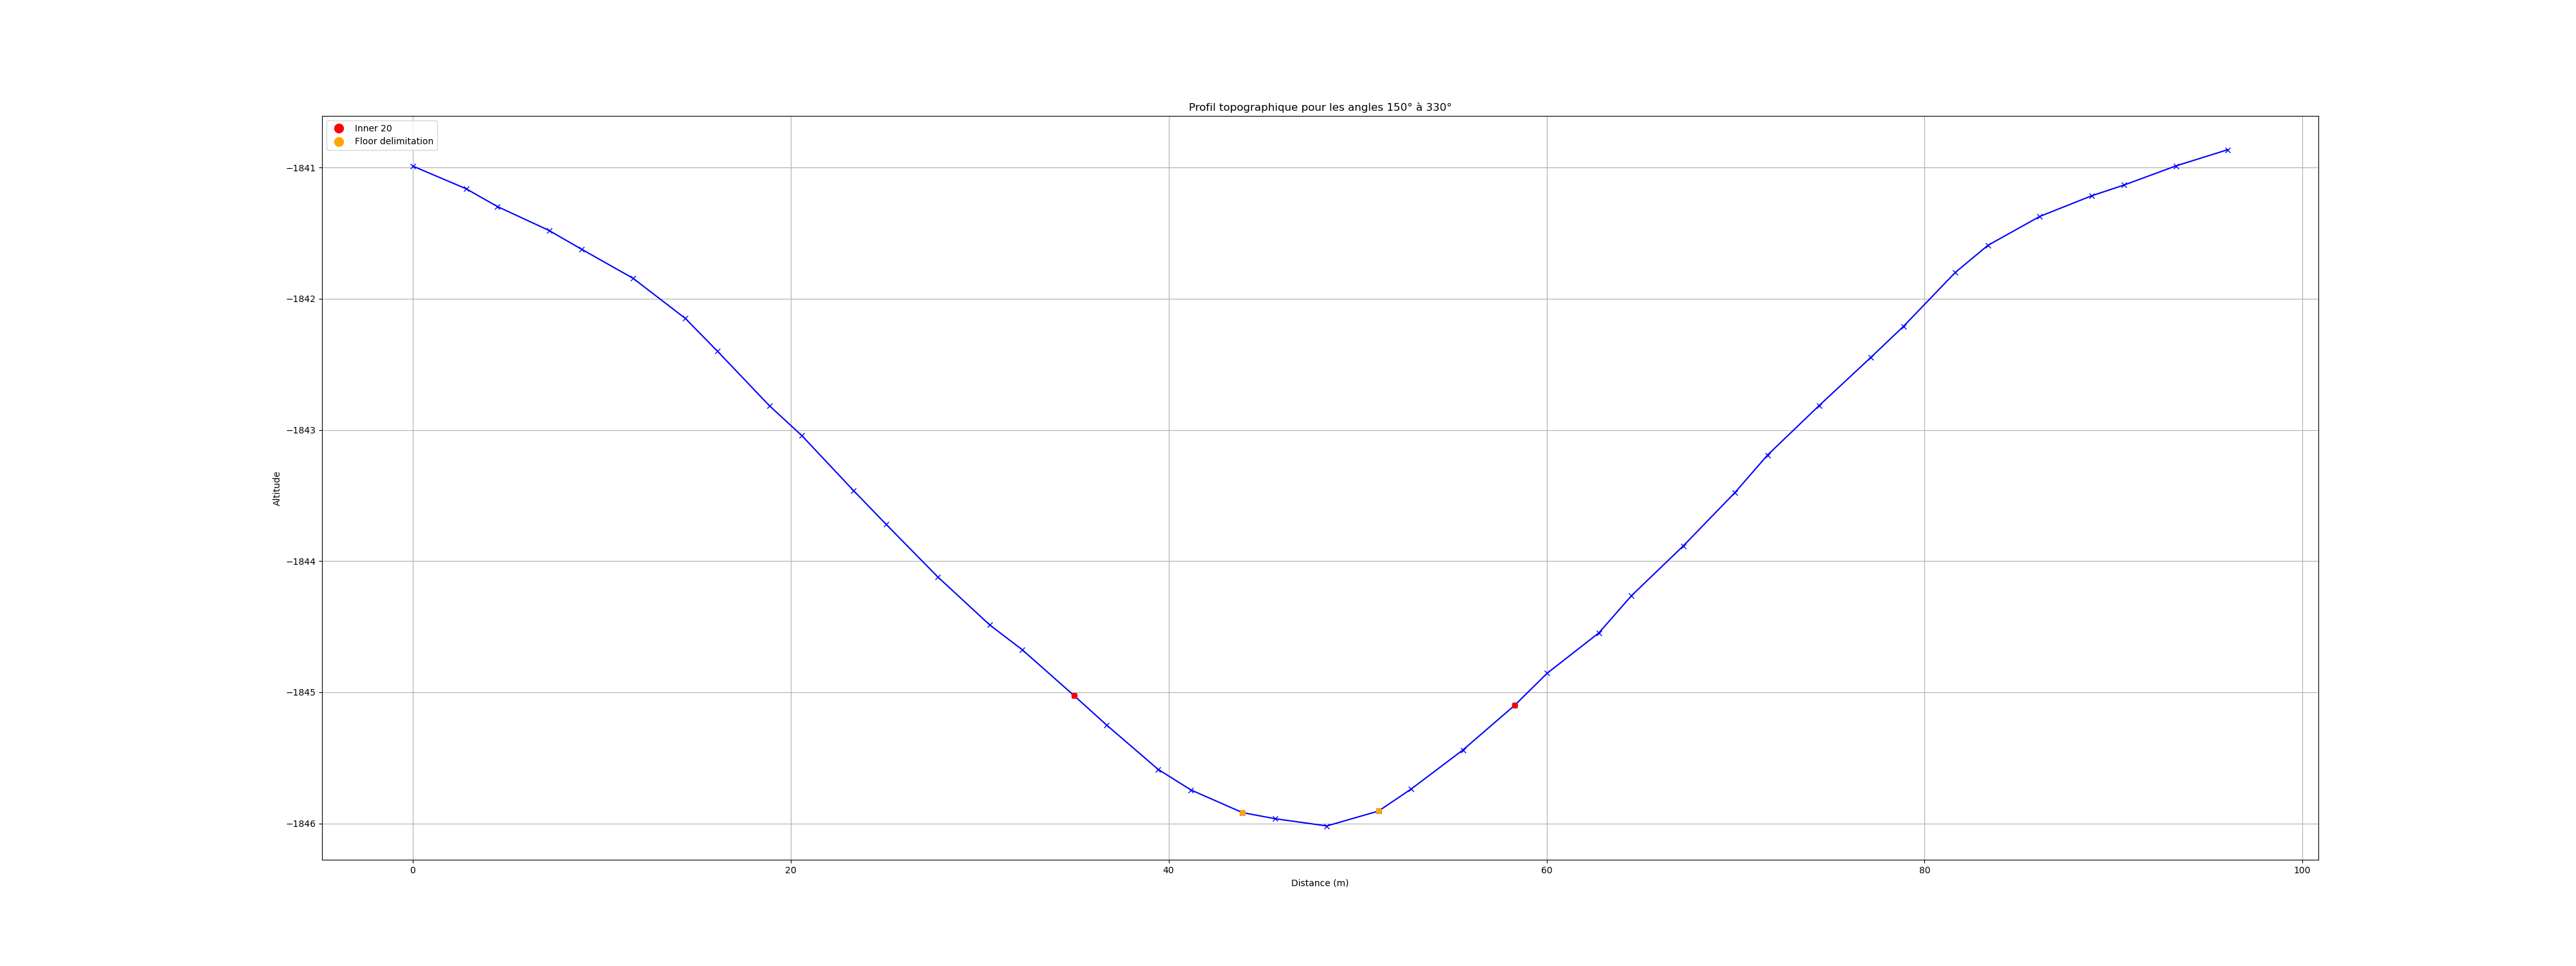 Profil topographique pour les angles 150° à 330°
Inner 20
Floor delimitation
−1841
−1842
−1843
−1844
−1845
−1846
Altitude
0 20 40 60 80 100
Distance (m)